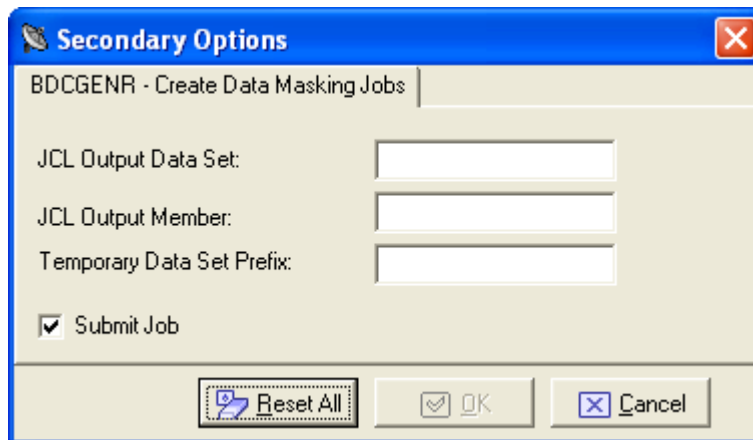 Secondary Options
BDCGENR - Create Data Masking Jobs
JCL Output Data Set:
JCL Output Member:
Temporary Data Set Prefix:
Submit Job
Reset All OK Cancel